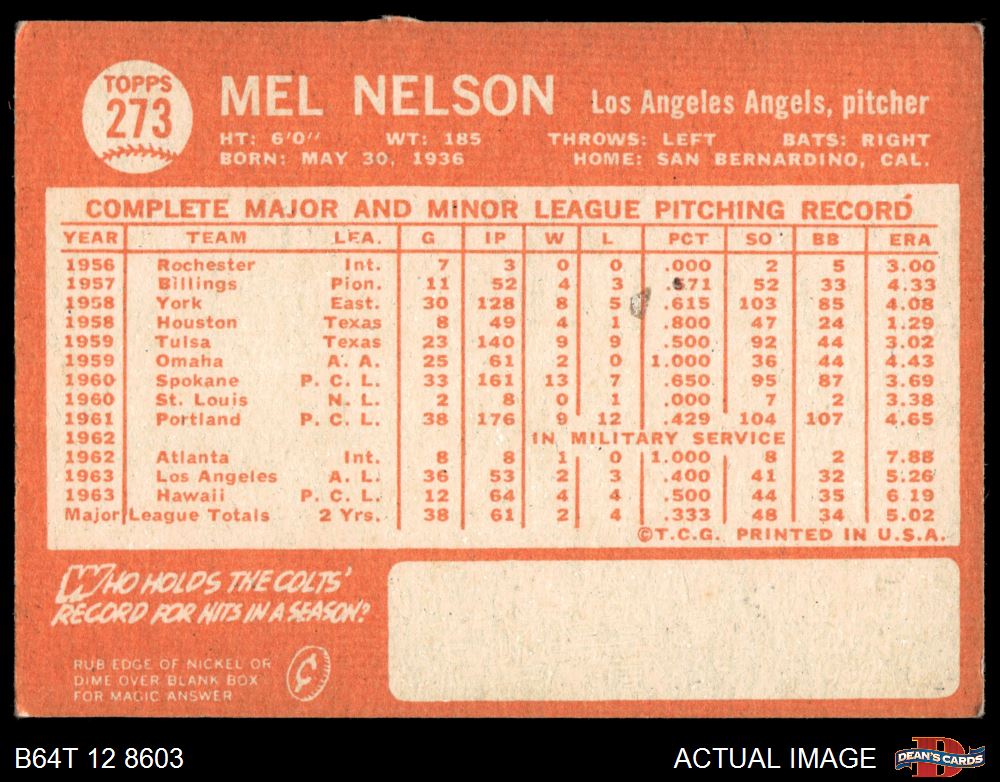 TOPPS
273
MEL NELSON Los Angeles Angels, pitcher
HT: 6'0'' WT: 185 THROWS: LEFT BATS: RIGHT
BORN: MAY 30, 1936 HOME: SAN BERNARDINO, CAL.
COMPLETE MAJOR AND MINOR LEAGUE PITCHING RECORD
YEAR TEAM LEA. G IP W L PCT SO BB ERA
1956 Rochester Int. 7 3 0 0 .000 2 5 3.00
1957 Billings Pion. 11 52 4 3 .571 52 33 4.33
1958 York East. 30 128 8 5 .615 103 85 4.08
1958 Houston Texas 8 49 4 1 .800 47 24 1.29
1959 Tulsa Texas 23 140 9 9 .500 92 44 3.02
1959 Omaha A. A. 25 61 2 0 1.000 36 44 4.43
1960 Spokane P. C. L. 33 161 13 7 .650 95 87 3.69
1960 St. Louis N. L. 2 8 0 1 .000 7 2 3.38
1961 Portland P. C. L. 38 176 9 12 .429 104 107 4.65
1962 IN MILITARY SERVICE
1962 Atlanta Int. 8 8 1 0 1.000 8 2 7.88
1963 Los Angeles A. L. 36 53 2 3 .400 41 32 5.26
1963 Hawaii P. C. L. 12 64 4 4 .500 44 35 6.19
Major League Totals 2 Yrs. 38 61 2 4 .333 48 34 5.02
©T.C.G. PRINTED IN U.S.A.
WHO HOLDS THE COLTS'
RECORD FOR HITS IN A SEASON?
RUB EDGE OF NICKEL OR
DIME OVER BLANK BOX
FOR MAGIC ANSWER
¢
B64T 12 8603 ACTUAL IMAGE
D
DEAN'S CARDS